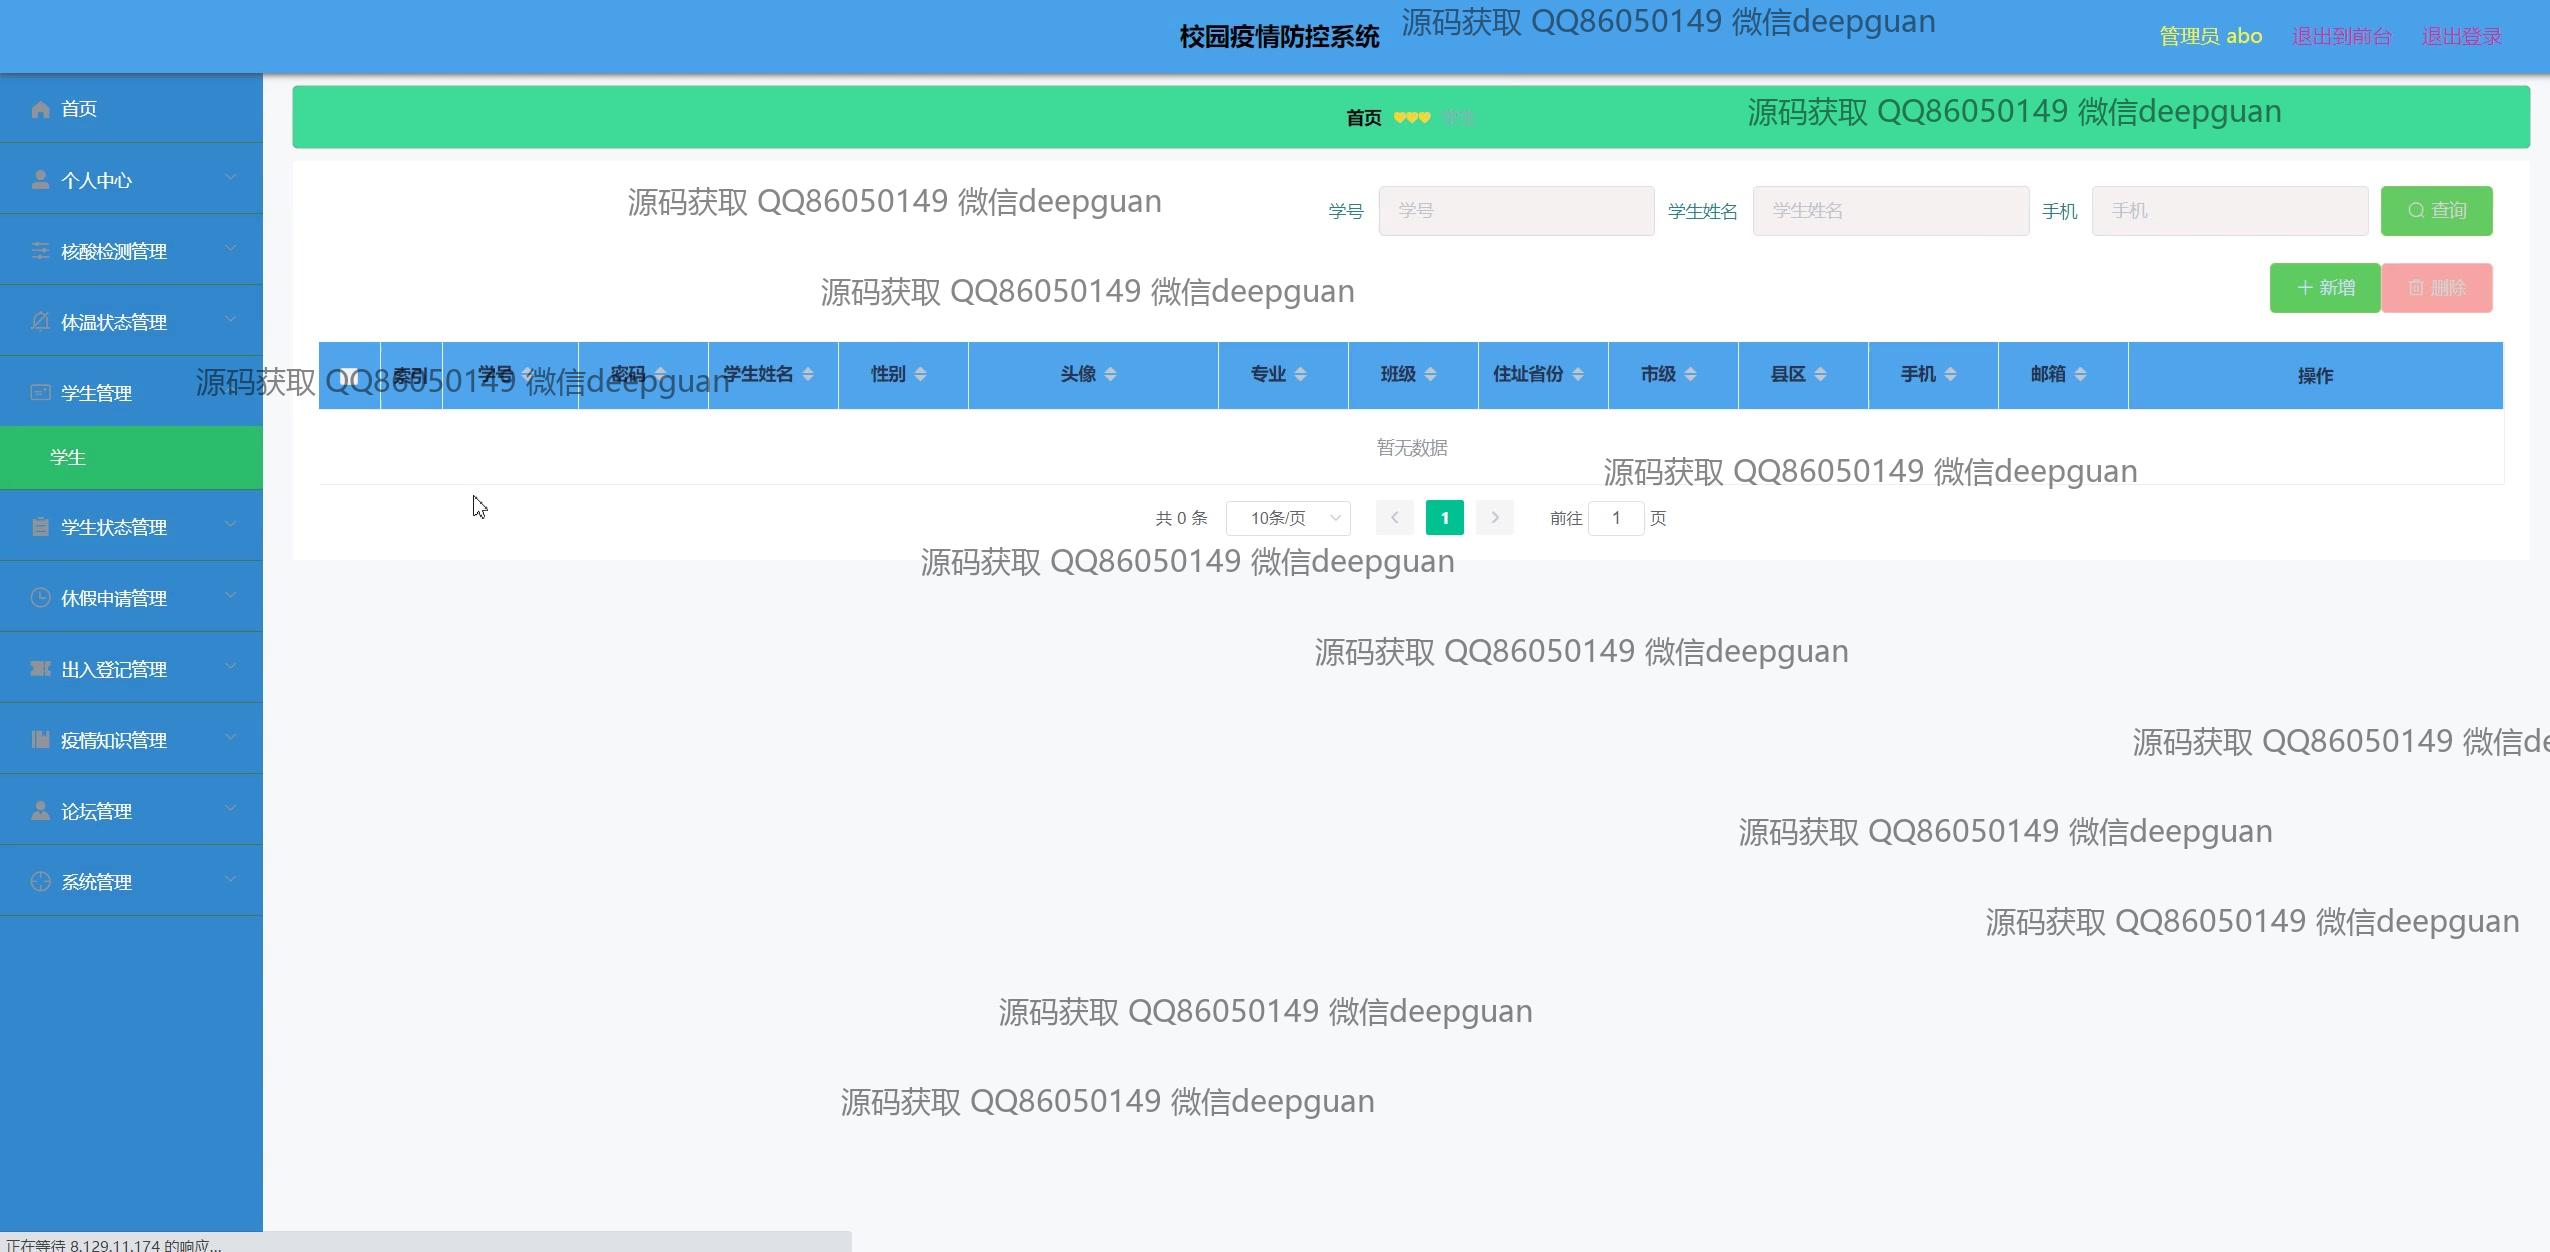 校园疫情防控系统
源码获取 QQ86050149 微信deepguan
管理员 abo
退出到前台
退出登录
首页
个人中心
核酸检测管理
体温状态管理
学生管理
学生
学生状态管理
休假申请管理
出入登记管理
疫情知识管理
论坛管理
系统管理
首页 学生
源码获取 QQ86050149 微信deepguan
源码获取 QQ86050149 微信deepguan
学号 学号 学生姓名 学生姓名 手机 手机 查询
源码获取 QQ86050149 微信deepguan
新增 删除
索引 学号 密码 学生姓名 性别 头像 专业 班级 住址省份 市级 县区 手机 邮箱 操作
源码获取 QQ86050149 微信deepguan
暂无数据
源码获取 QQ86050149 微信deepguan
共 0 条 10条/页 1 前往 1 页
源码获取 QQ86050149 微信deepguan
源码获取 QQ86050149 微信deepguan
源码获取 QQ86050149 微信de
源码获取 QQ86050149 微信deepguan
源码获取 QQ86050149 微信deepguan
源码获取 QQ86050149 微信deepguan
源码获取 QQ86050149 微信deepguan
正在等待 8.129.11.174 的响应...